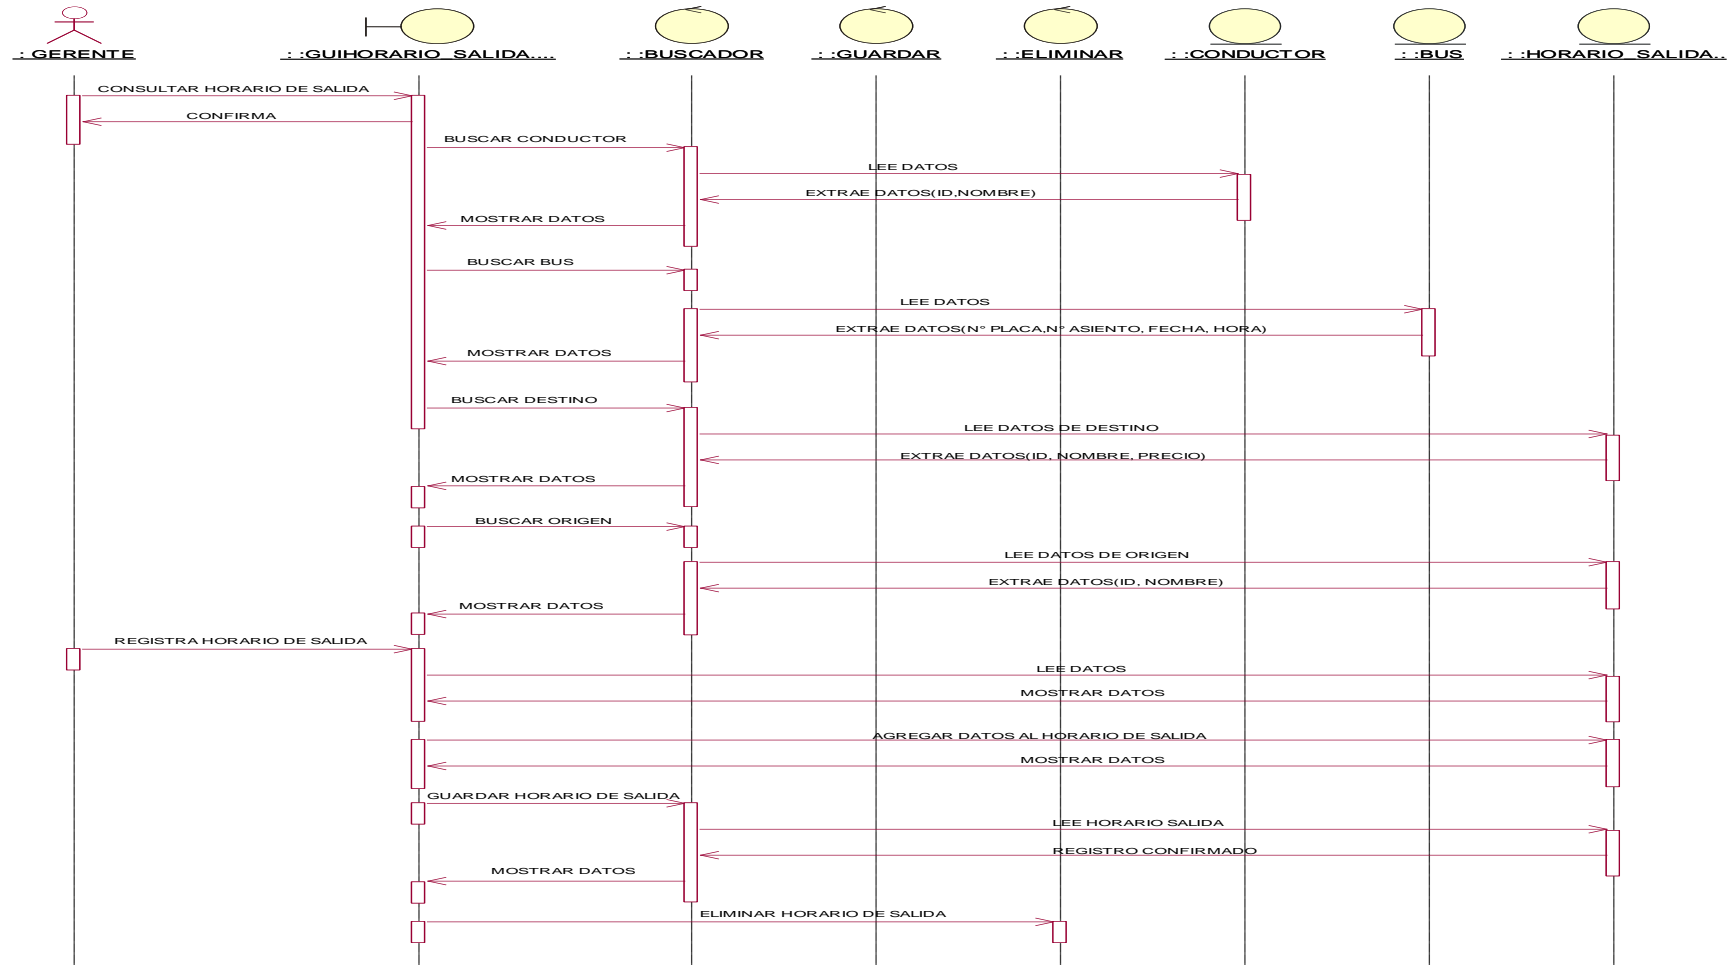 : GERENTE
: :GUIHORARIO_SALIDA....
: :BUSCADOR
: :GUARDAR
: :ELIMINAR
: :CONDUCTOR
: :BUS
: :HORARIO_SALIDA..
CONSULTAR HORARIO DE SALIDA
CONFIRMA
BUSCAR CONDUCTOR
LEE DATOS
EXTRAE DATOS(ID,NOMBRE)
MOSTRAR DATOS
BUSCAR BUS
LEE DATOS
EXTRAE DATOS(N° PLACA,N° ASIENTO, FECHA, HORA)
MOSTRAR DATOS
BUSCAR DESTINO
LEE DATOS DE DESTINO
EXTRAE DATOS(ID, NOMBRE, PRECIO)
MOSTRAR DATOS
BUSCAR ORIGEN
LEE DATOS DE ORIGEN
EXTRAE DATOS(ID, NOMBRE)
MOSTRAR DATOS
REGISTRA HORARIO DE SALIDA
LEE DATOS
MOSTRAR DATOS
AGREGAR DATOS AL HORARIO DE SALIDA
MOSTRAR DATOS
GUARDAR HORARIO DE SALIDA
LEE HORARIO SALIDA
REGISTRO CONFIRMADO
MOSTRAR DATOS
ELIMINAR HORARIO DE SALIDA